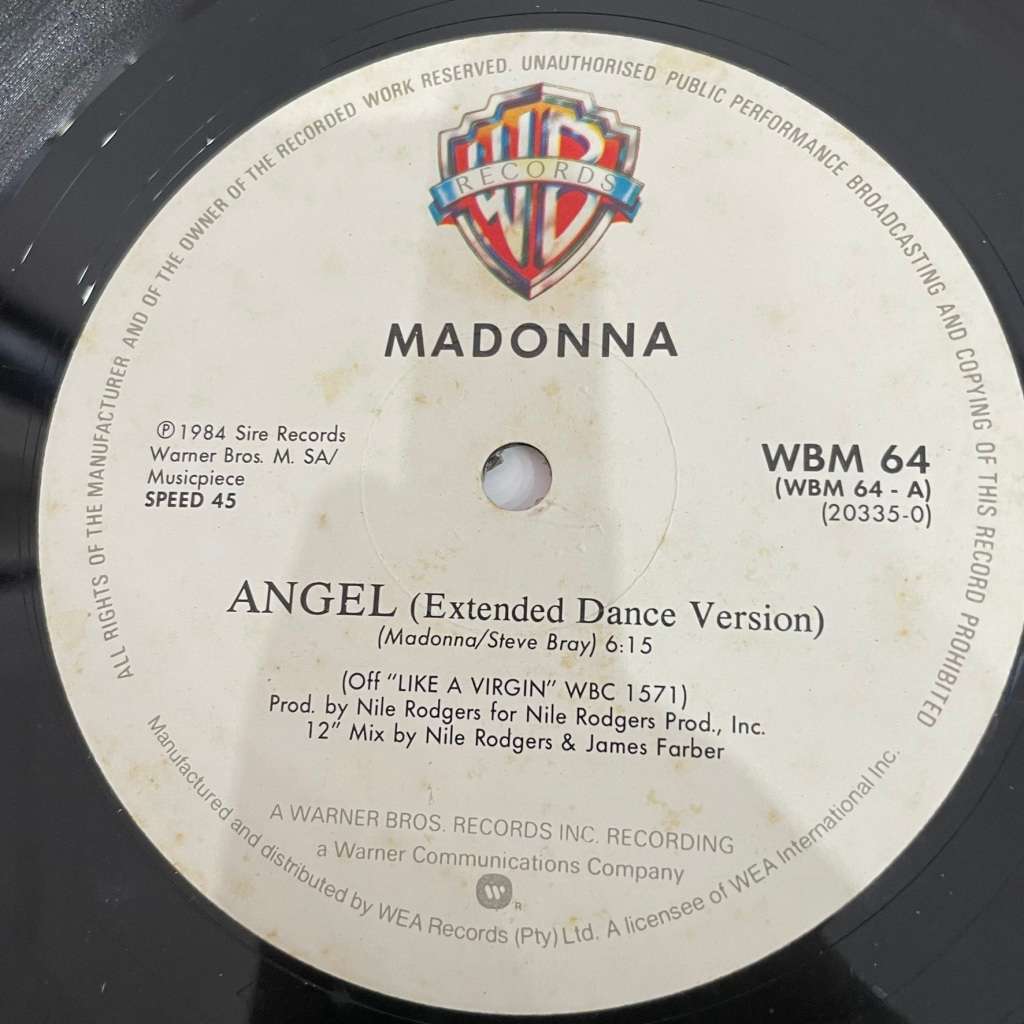 ALL RIGHTS OF THE MANUFACTURER AND OF THE OWNER OF THE RECORDED WORK RESERVED. UNAUTHORISED PUBLIC PERFORMANCE BROADCASTING AND COPYING OF THIS RECORD PROHIBITED
WB
RECORDS
MADONNA
℗ 1984 Sire Records
Warner Bros. M. SA/
Musicpiece
SPEED 45
WBM 64
(WBM 64 - A)
(20335-0)
ANGEL (Extended Dance Version)
(Madonna/Steve Bray) 6:15
(Off "LIKE A VIRGIN" WBC 1571)
Prod. by Nile Rodgers for Nile Rodgers Prod., Inc.
12" Mix by Nile Rodgers & James Farber
A WARNER BROS. RECORDS INC. RECORDING
a Warner Communications Company
W R
Manufactured and distributed by WEA Records (Pty) Ltd. A licensee of WEA International Inc.